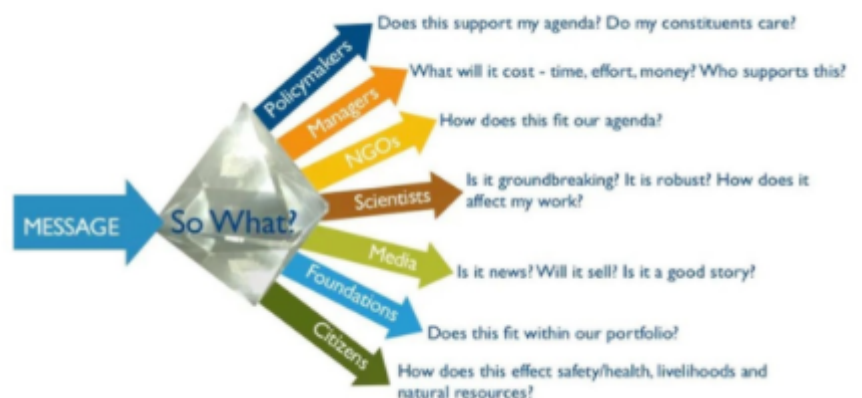 Does this support my agenda? Do my constituents care?
Policymakers
What will it cost - time, effort, money? Who supports this?
Managers
How does this fit our agenda?
NGOs
Is it groundbreaking? It is robust? How does it
affect my work?
Scientists
MESSAGE
So What?
Media
Is it news? Will it sell? Is it a good story?
Foundations
Does this fit within our portfolio?
Citizens
How does this effect safety/health, livelihoods and
natural resources?